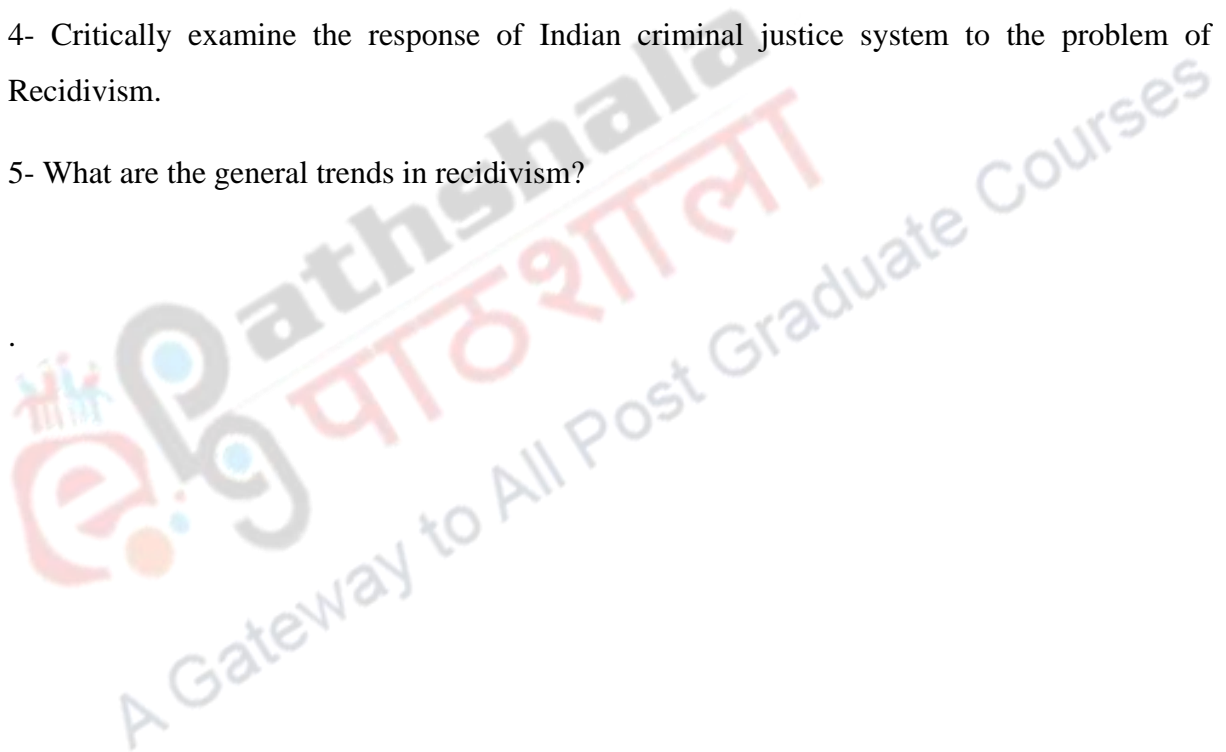 4- Critically examine the response of Indian criminal justice system to the problem of
Recidivism.
5- What are the general trends in recidivism?
.
Pathshala
पाठशाला
A Gateway to All Post Graduate Courses